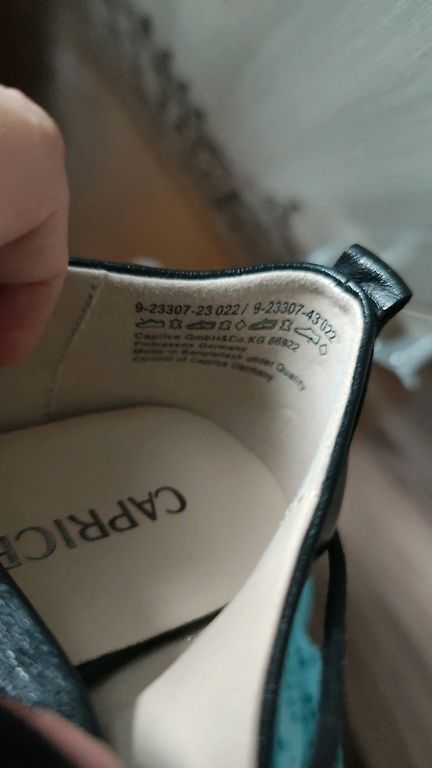 9-23307-23 022 / 9-23307-43 022
Caprice GmbH&Co.KG 66922
Pirmasens Germany
Made in Bangladesh under Quality
Control of Caprice Germany
CAPRICE